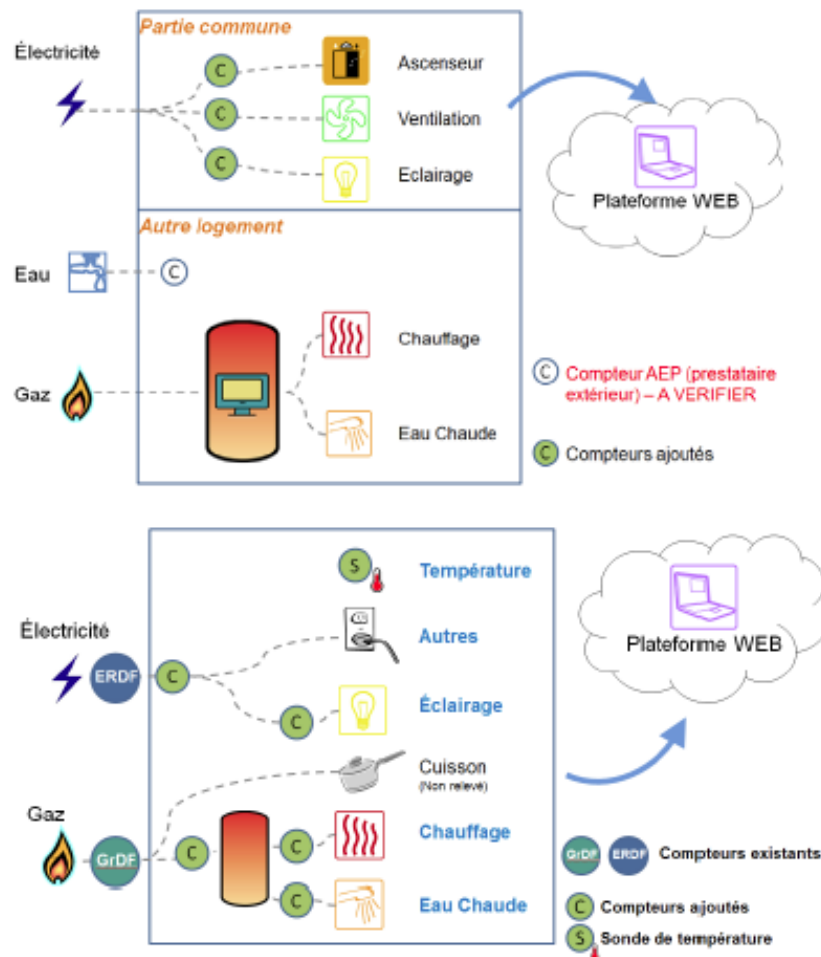 Partie commune
Électricité
C
Ascenseur
C
Ventilation
C
Eclairage
Plateforme WEB
Autre logement
Eau
C
Chauffage
Gaz
Eau Chaude
C Compteur AEP (prestataire
extérieur) – A VERIFIER
C Compteurs ajoutés
S
Température
Électricité
ERDF
C
Autres
C
Éclairage
Plateforme WEB
Cuisson
(Non relevé)
Gaz
GrDF
C
C
Chauffage
C
Eau Chaude
GrDF ERDF Compteurs existants
C Compteurs ajoutés
S Sonde de température